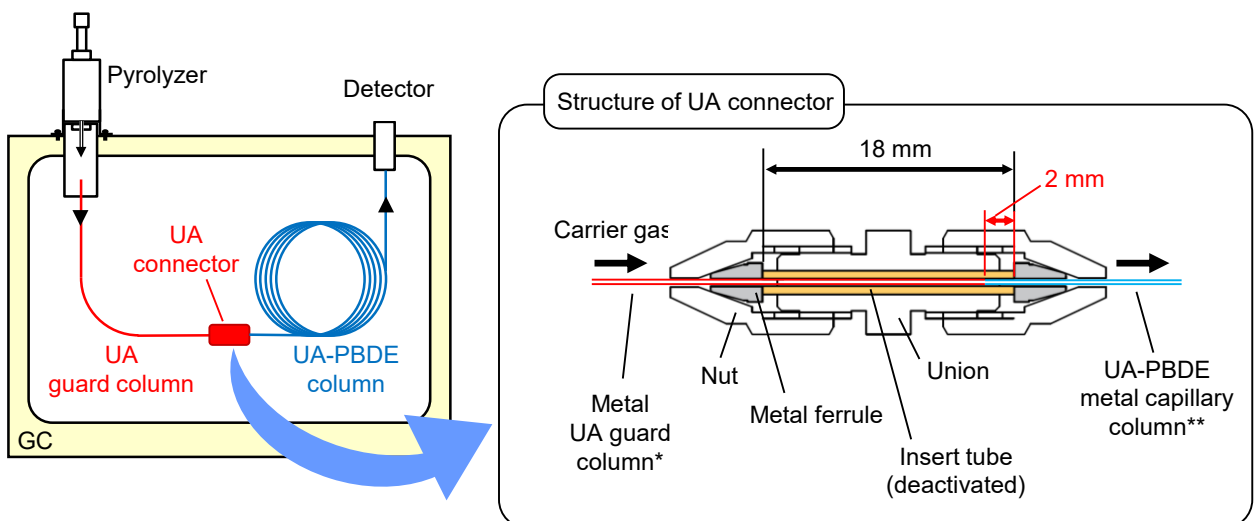 Pyrolyzer
Detector
UA
connector
UA
guard column
UA-PBDE
column
GC
Structure of UA connector
18 mm
2 mm
Carrier gas
Nut
Union
Metal ferrule
Metal
UA guard
column*
Insert tube
(deactivated)
UA-PBDE
metal capillary
column**